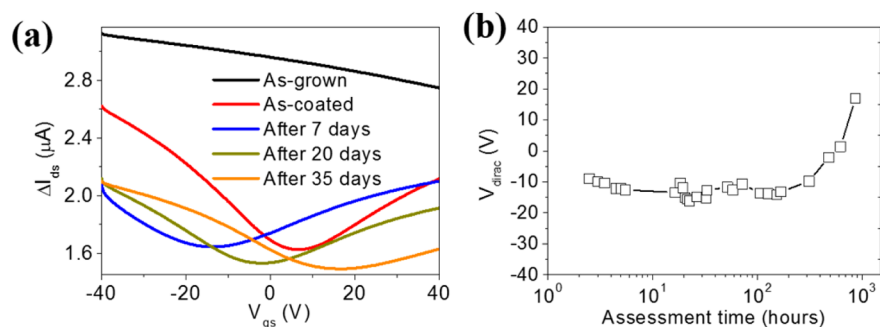 (a)
ΔI_ds (μA)
2.8
2.4
2.0
1.6
As-grown
As-coated
After 7 days
After 20 days
After 35 days
-40 -20 0 20 40
V_gs (V)
(b)
V_dirac (V)
40
30
20
10
0
-10
-20
-30
-40
10^0 10^1 10^2 10^3
Assessment time (hours)